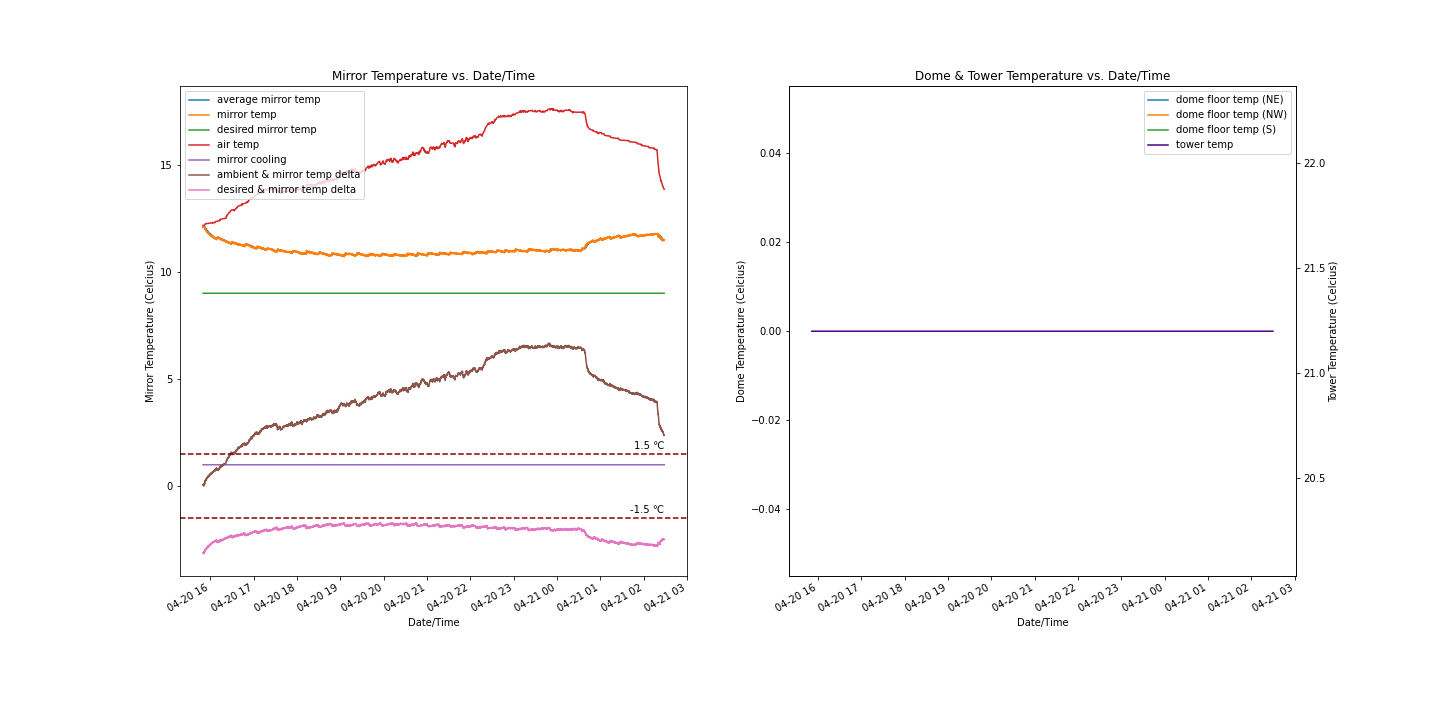 Mirror Temperature vs. Date/Time
average mirror temp
mirror temp
desired mirror temp
air temp
mirror cooling
ambient & mirror temp delta
desired & mirror temp delta
15
10
5
0
Mirror Temperature (Celcius)
1.5 °C
-1.5 °C
04-20 16
04-20 17
04-20 18
04-20 19
04-20 20
04-20 21
04-20 22
04-20 23
04-21 00
04-21 01
04-21 02
04-21 03
Date/Time
Dome & Tower Temperature vs. Date/Time
dome floor temp (NE)
dome floor temp (NW)
dome floor temp (S)
tower temp
0.04
0.02
0.00
−0.02
−0.04
Dome Temperature (Celcius)
22.0
21.5
21.0
20.5
Tower Temperature (Celcius)
04-20 16
04-20 17
04-20 18
04-20 19
04-20 20
04-20 21
04-20 22
04-20 23
04-21 00
04-21 01
04-21 02
04-21 03
Date/Time